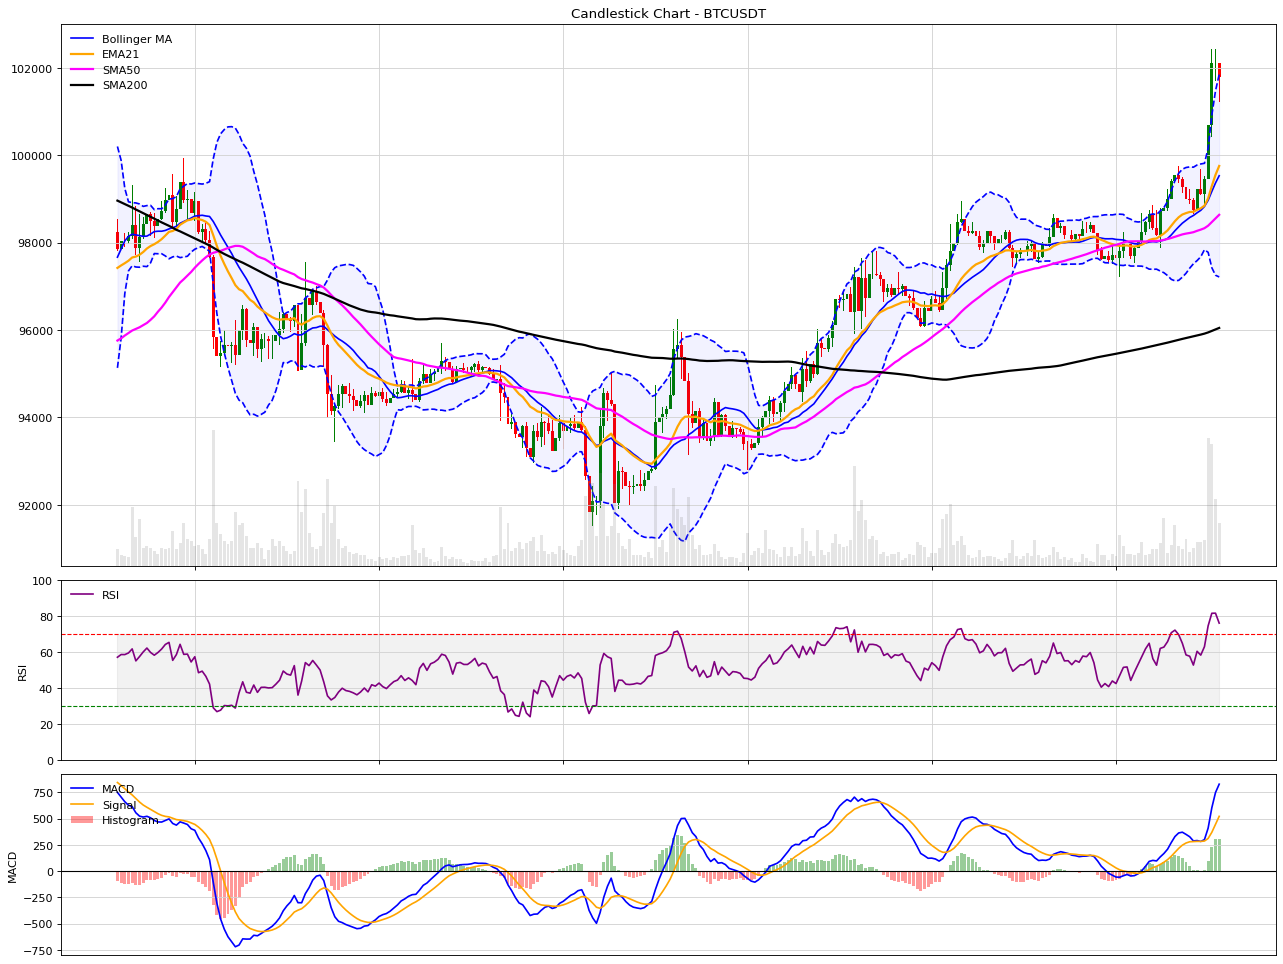 Candlestick Chart - BTCUSDT
Bollinger MA
EMA21
SMA50
SMA200
102000
100000
98000
96000
94000
92000
RSI
100
80
60
40
20
0
RSI
MACD
Signal
Histogram
750
500
250
0
−250
−500
−750
MACD